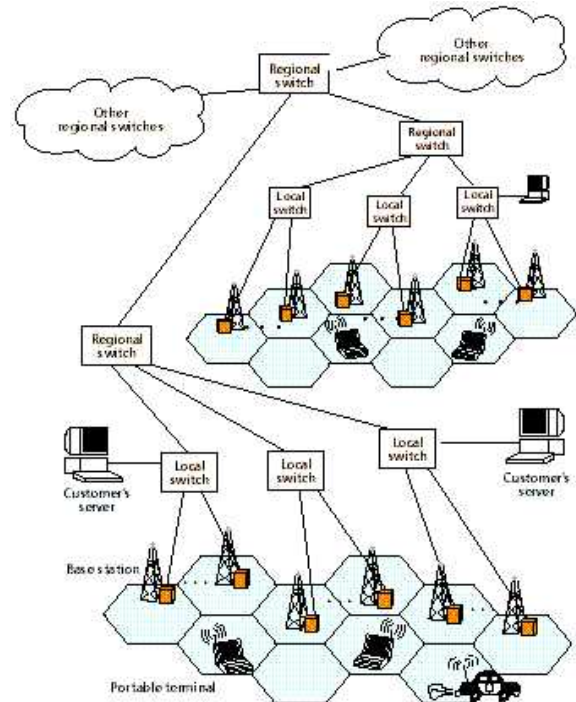 Other
regional switches
Regional
switch
Other
regional switches
Regional
switch
Local
switch
Local
switch
Local
switch
Regional
switch
Customer's
server
Local
switch
Local
switch
Local
switch
Customer's
server
Base station
Portable terminal